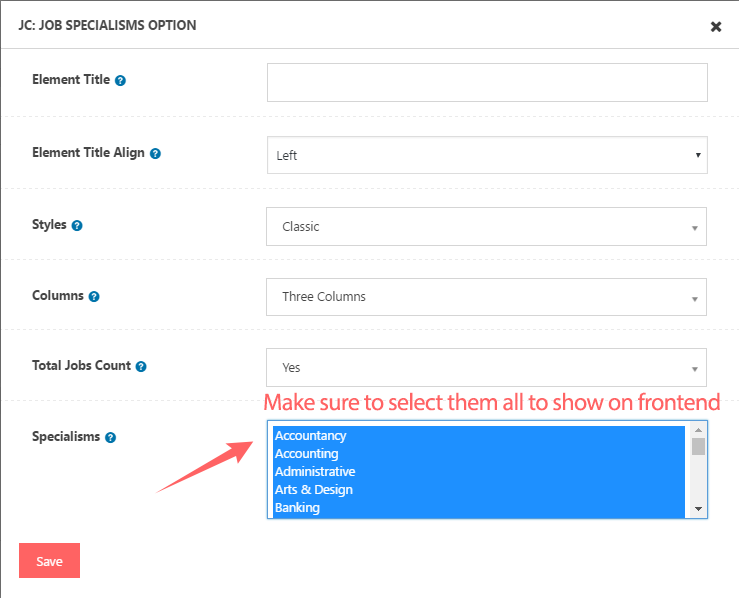 JC: JOB SPECIALISMS OPTION
Element Title
Element Title Align
Left
Styles
Classic
Columns
Three Columns
Total Jobs Count
Yes
Make sure to select them all to show on frontend
Specialisms
Accountancy
Accounting
Administrative
Arts & Design
Banking
Save